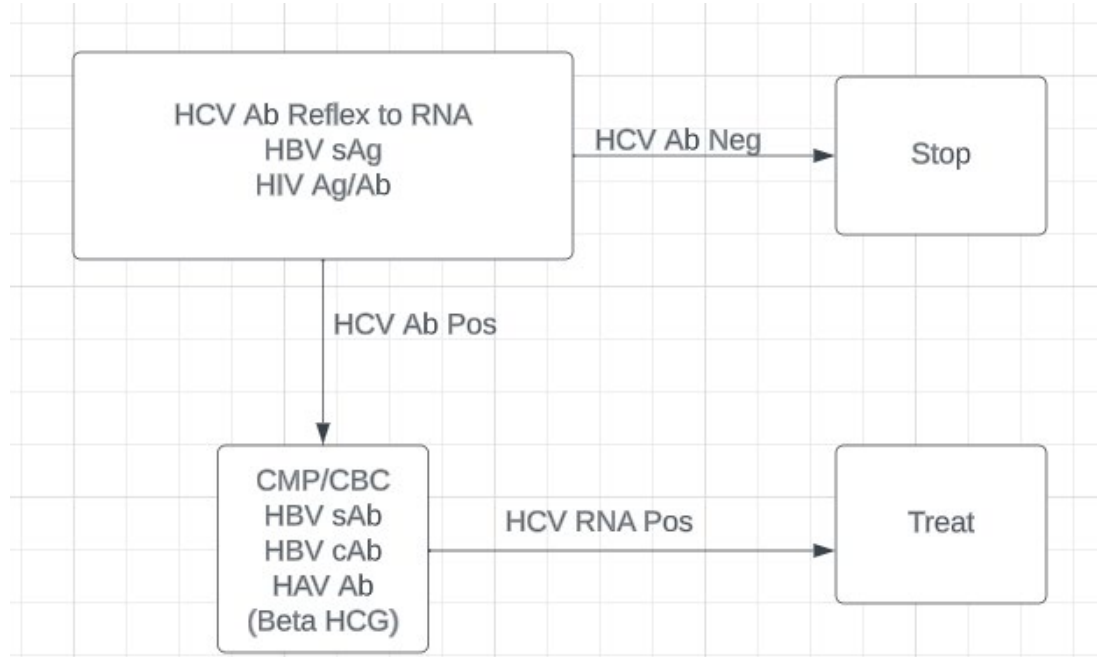 HCV Ab Reflex to RNA
HBV sAg
HIV Ag/Ab
HCV Ab Neg
Stop
HCV Ab Pos
CMP/CBC
HBV sAb
HBV cAb
HAV Ab
(Beta HCG)
HCV RNA Pos
Treat